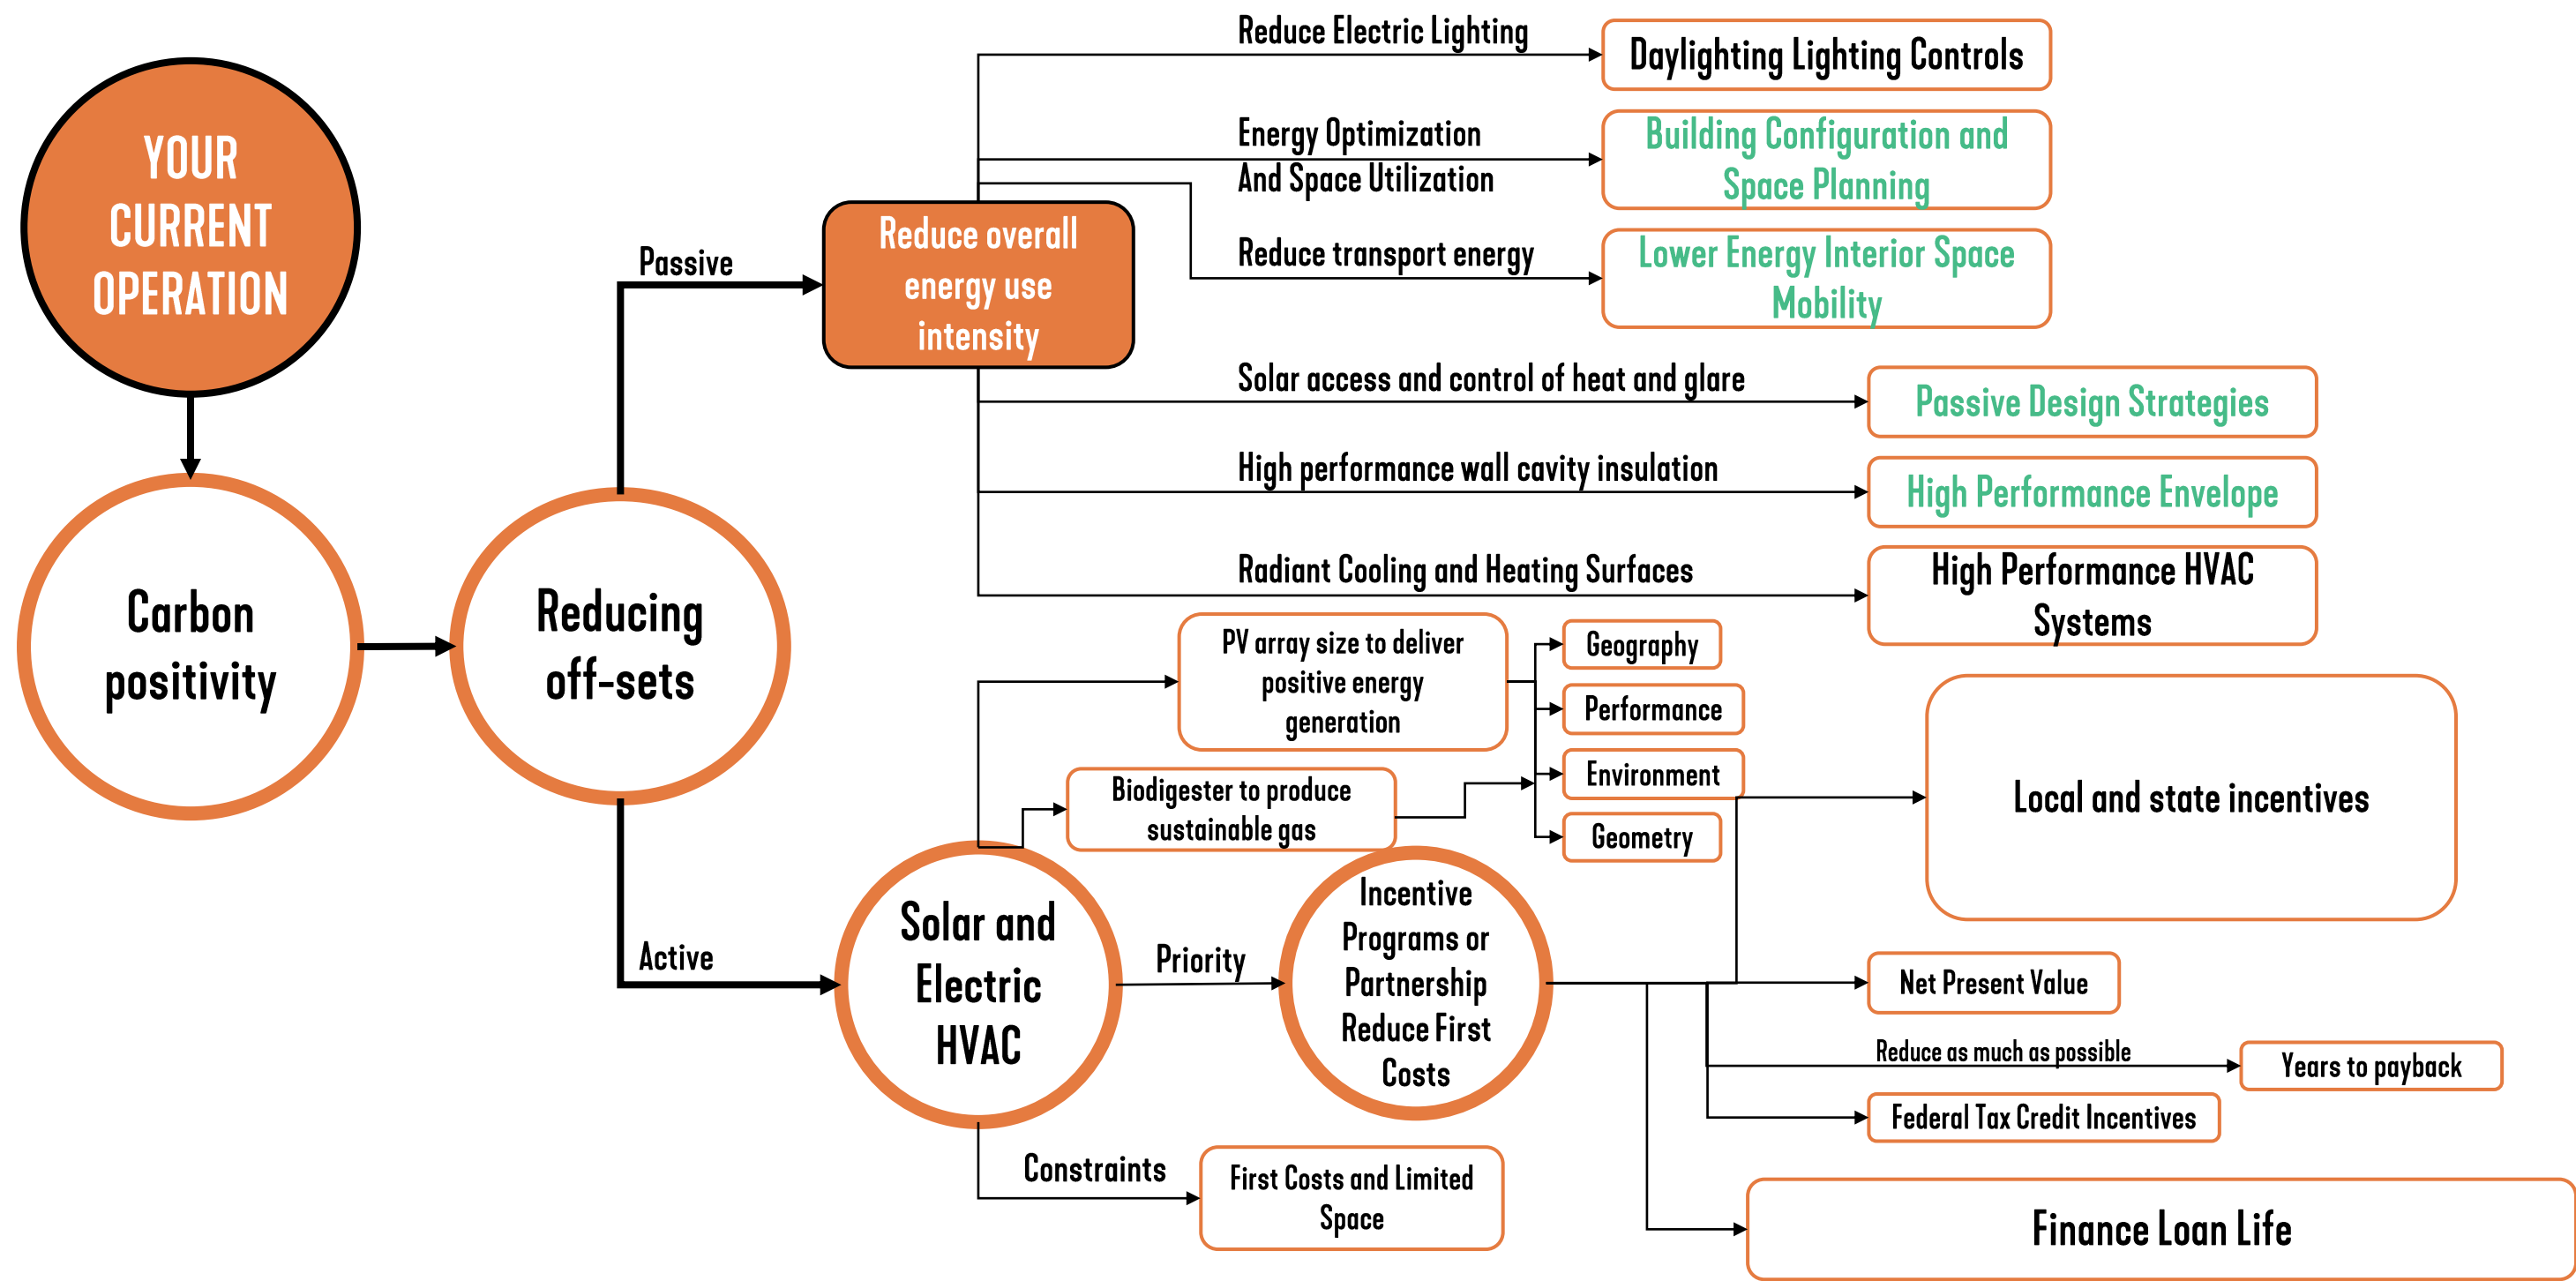 YOUR
CURRENT
OPERATION
Carbon
positivity
Reducing
off-sets
Passive
Active
Reduce overall
energy use
intensity
Reduce Electric Lighting
Daylighting Lighting Controls
Energy Optimization
And Space Utilization
Building Configuration and
Space Planning
Reduce transport energy
Lower Energy Interior Space
Mobility
Solar access and control of heat and glare
Passive Design Strategies
High performance wall cavity insulation
High Performance Envelope
Radiant Cooling and Heating Surfaces
High Performance HVAC
Systems
PV array size to deliver
positive energy
generation
Geography
Performance
Environment
Geometry
Biodigester to produce
sustainable gas
Solar and
Electric
HVAC
Priority
Incentive
Programs or
Partnership
Reduce First
Costs
Local and state incentives
Net Present Value
Reduce as much as possible
Years to payback
Federal Tax Credit Incentives
Constraints
First Costs and Limited
Space
Finance Loan Life